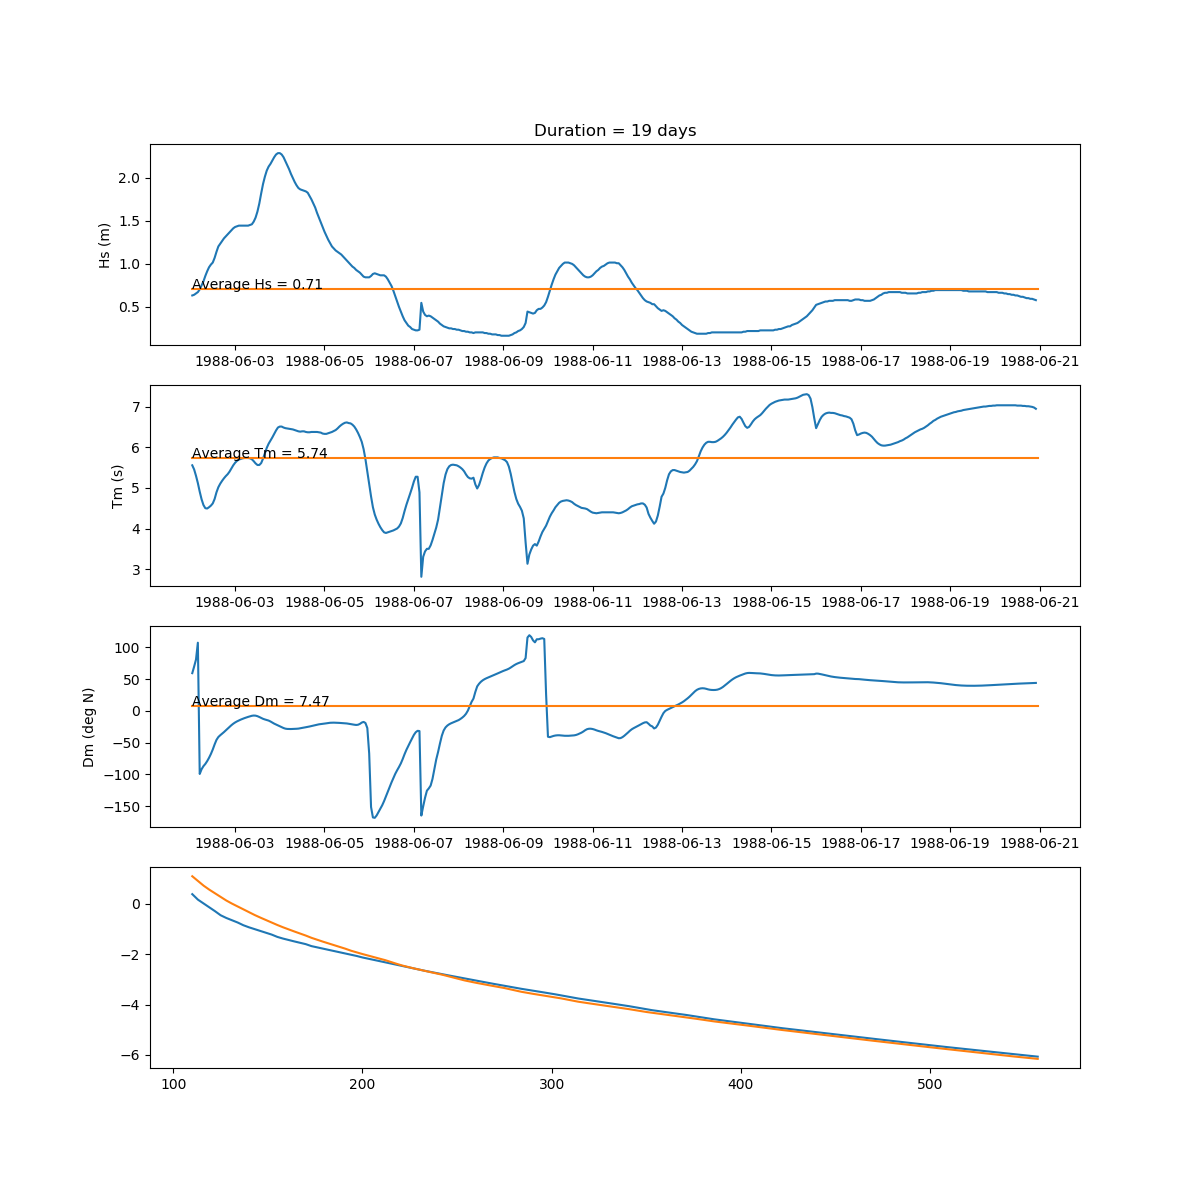 Duration = 19 days
Hs (m)
2.0
1.5
1.0
0.5
Average Hs = 0.71
1988-06-03 1988-06-05 1988-06-07 1988-06-09 1988-06-11 1988-06-13 1988-06-15 1988-06-17 1988-06-19 1988-06-21
Tm (s)
7
6
5
4
3
Average Tm = 5.74
1988-06-03 1988-06-05 1988-06-07 1988-06-09 1988-06-11 1988-06-13 1988-06-15 1988-06-17 1988-06-19 1988-06-21
Dm (deg N)
100
50
0
−50
−100
−150
Average Dm = 7.47
1988-06-03 1988-06-05 1988-06-07 1988-06-09 1988-06-11 1988-06-13 1988-06-15 1988-06-17 1988-06-19 1988-06-21
0
−2
−4
−6
100 200 300 400 500